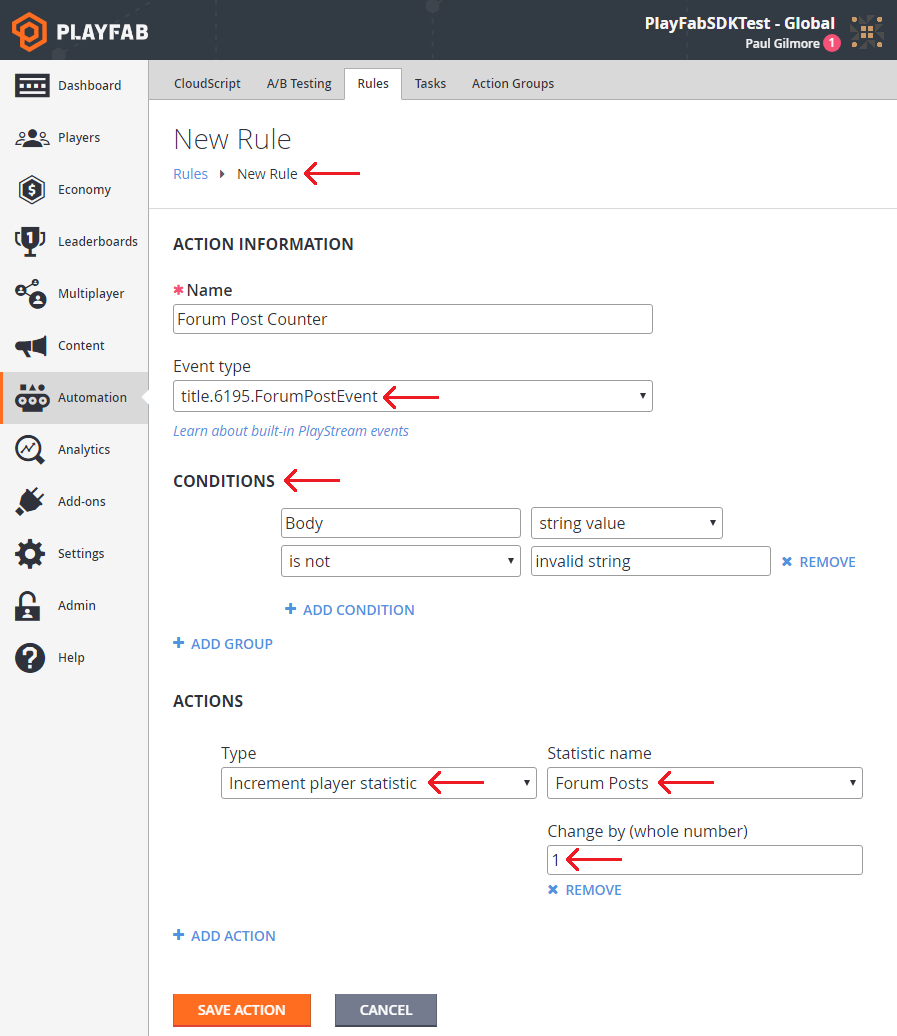 PLAYFAB
PlayFabSDKTest - Global
Paul Gilmore 1
Dashboard
Players
Economy
Leaderboards
Multiplayer
Content
Automation
Analytics
Add-ons
Settings
Admin
Help
CloudScript A/B Testing Rules Tasks Action Groups
New Rule
Rules New Rule
ACTION INFORMATION
* Name
Forum Post Counter
Event type
title.6195.ForumPostEvent
Learn about built-in PlayStream events
CONDITIONS
Body string value
is not invalid string REMOVE
+ ADD CONDITION
+ ADD GROUP
ACTIONS
Type Statistic name
Increment player statistic Forum Posts
Change by (whole number)
1
REMOVE
+ ADD ACTION
SAVE ACTION CANCEL